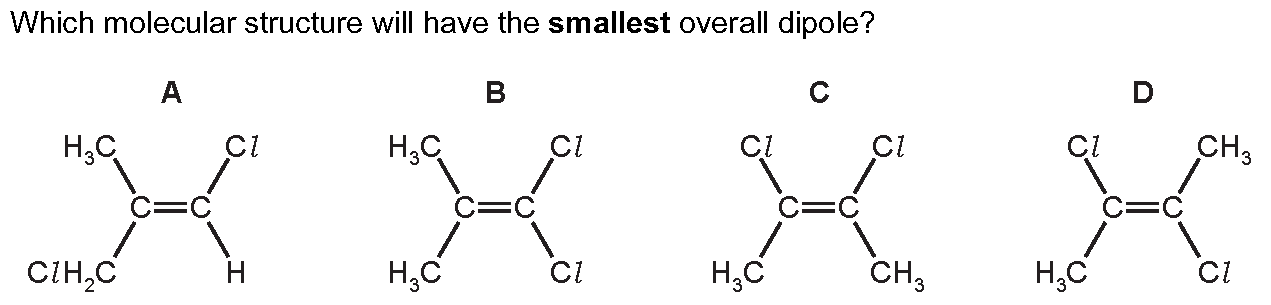 Which molecular structure will have the smallest overall dipole?
A B C D
H₃C Cl H₃C Cl Cl Cl Cl CH₃
C C C C C C C C
ClH₂C H H₃C Cl H₃C CH₃ H₃C Cl